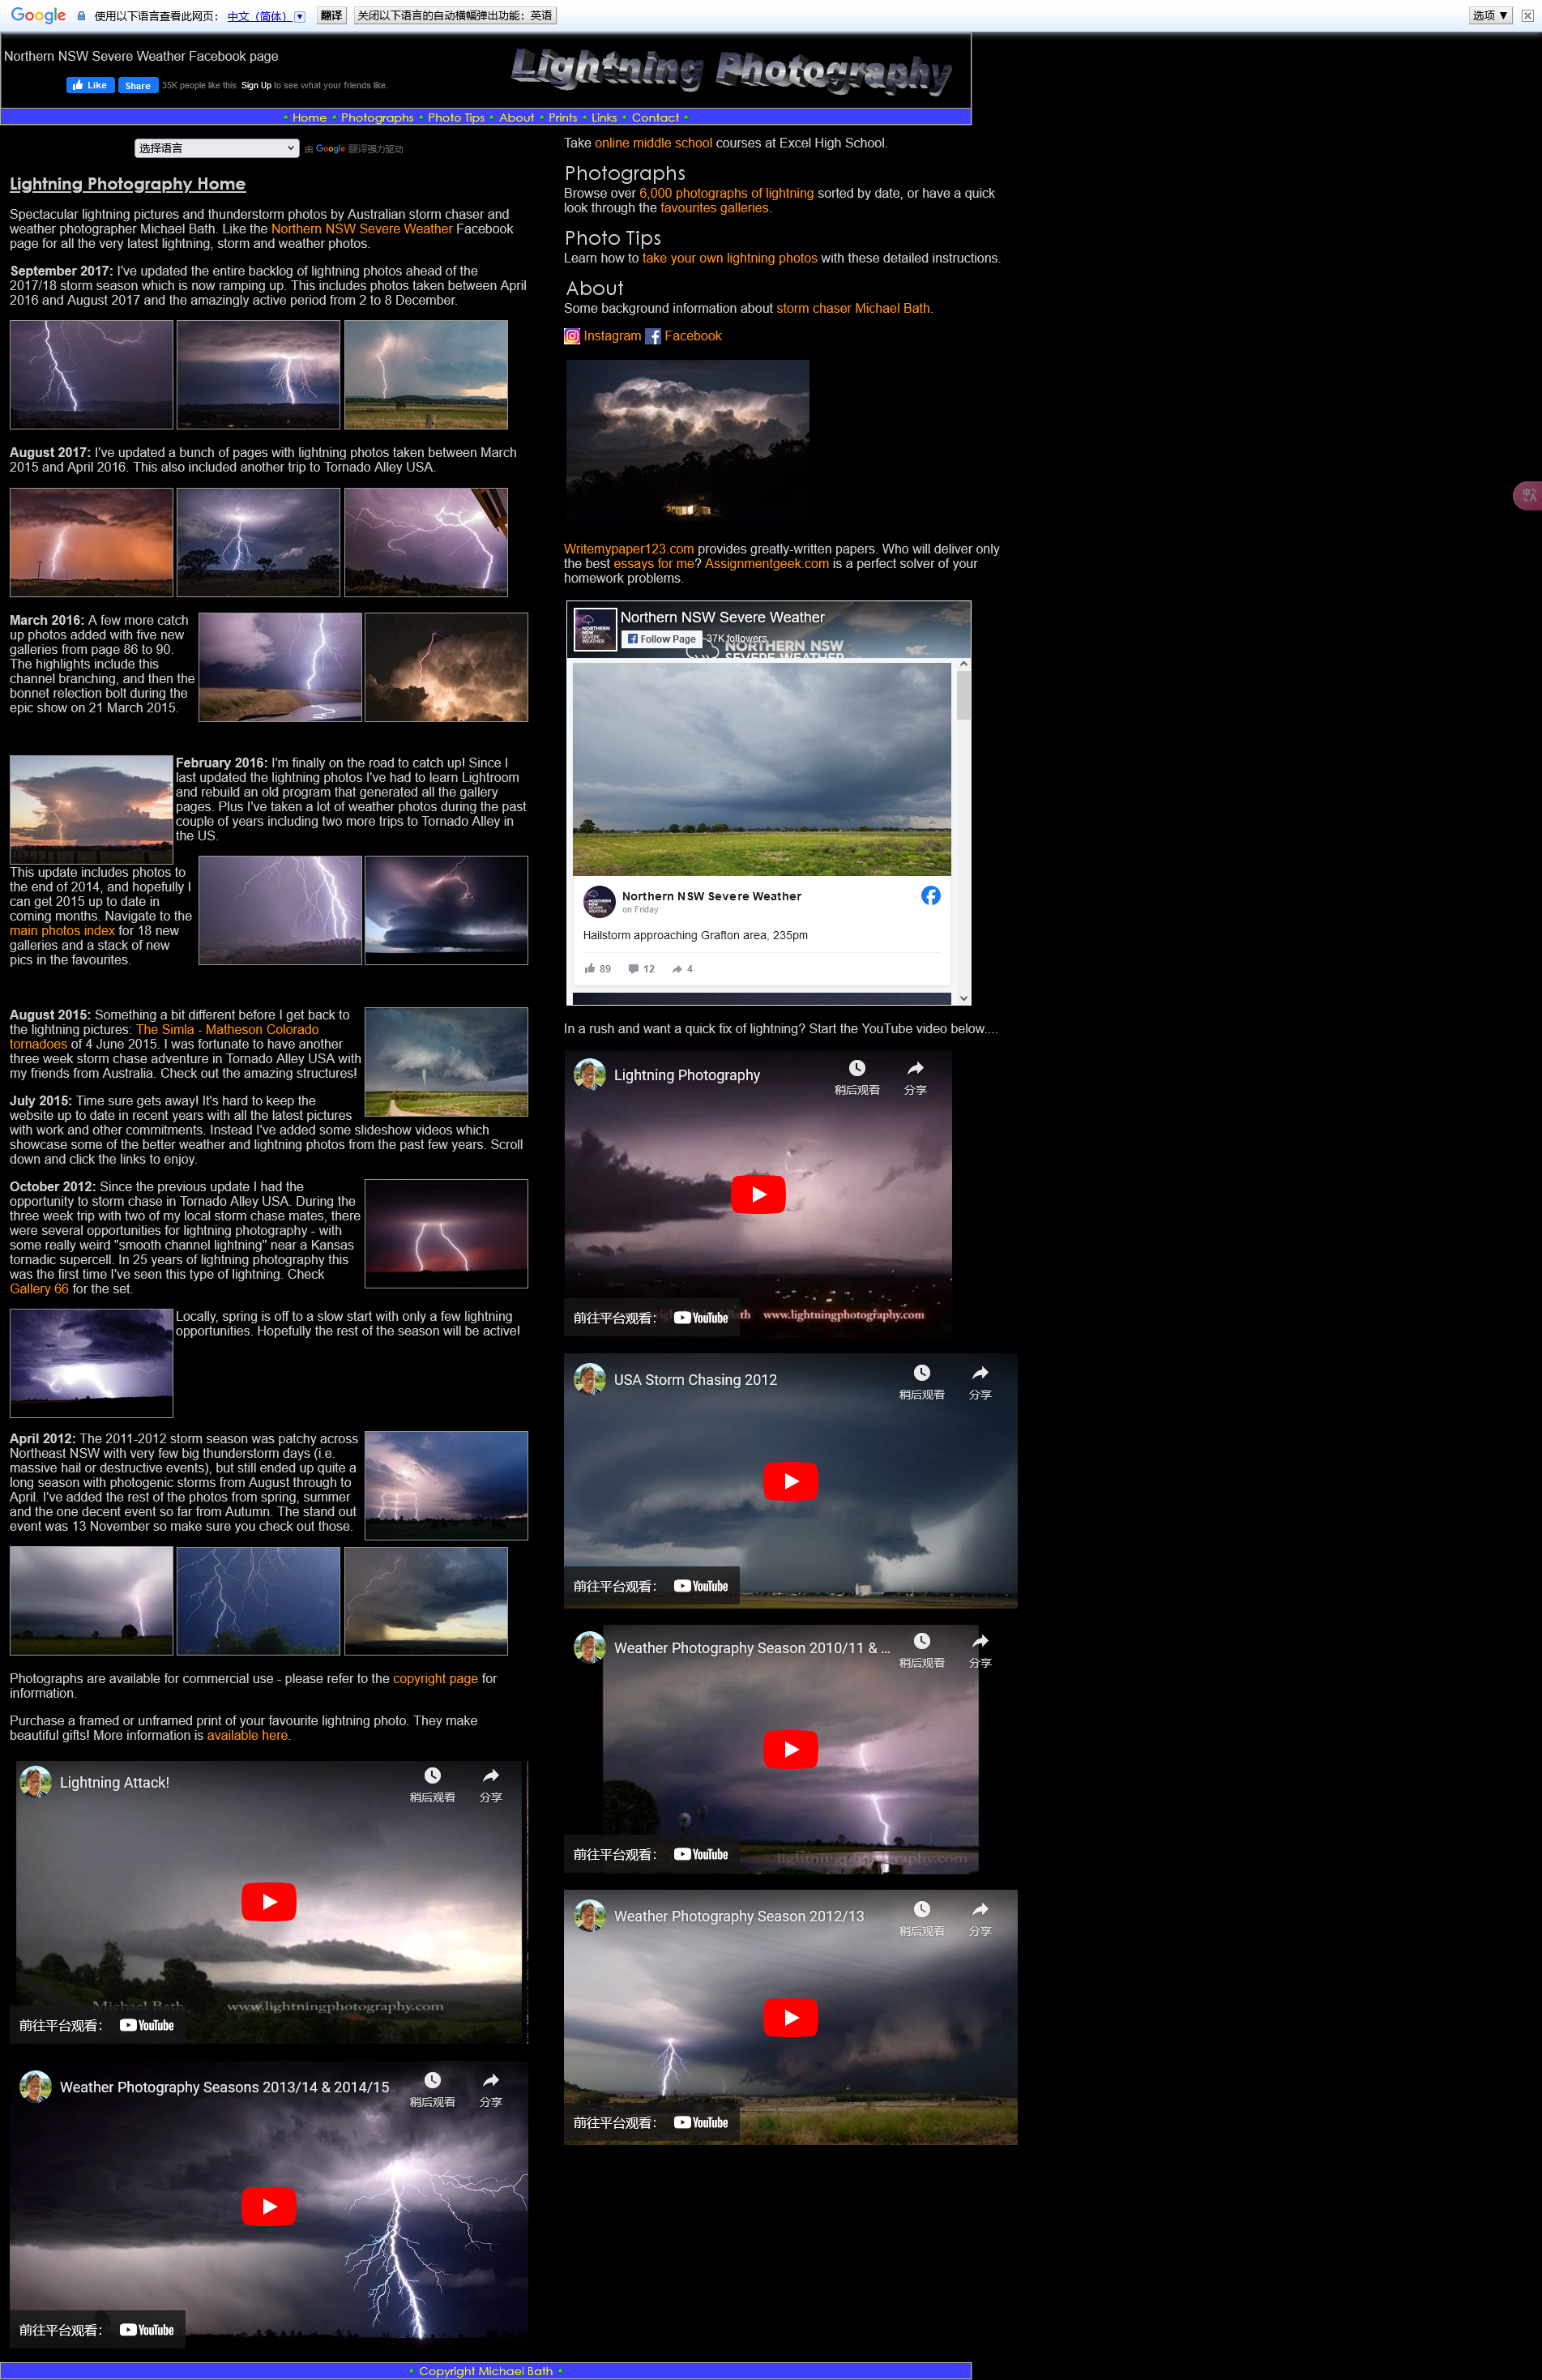 Google 使用以下语言查看此网页： 中文（简体） ▼ 翻译 关闭以下语言的自动横幅弹出功能：英语 选项 ▼
Northern NSW Severe Weather Facebook page
Like Share 35K people like this. Sign Up to see what your friends like.
Lightning Photography
Home Photographs Photo Tips About Prints Links Contact
选择语言 由 Google 翻译强力驱动
Lightning Photography Home
Spectacular lightning pictures and thunderstorm photos by Australian storm chaser and
weather photographer Michael Bath. Like the Northern NSW Severe Weather Facebook
page for all the very latest lightning, storm and weather photos.
September 2017: I've updated the entire backlog of lightning photos ahead of the
2017/18 storm season which is now ramping up. This includes photos taken between April
2016 and August 2017 and the amazingly active period from 2 to 8 December.
August 2017: I've updated a bunch of pages with lightning photos taken between March
2015 and April 2016. This also included another trip to Tornado Alley USA.
March 2016: A few more catch
up photos added with five new
galleries from page 86 to 90.
The highlights include this
channel branching, and then the
bonnet relection bolt during the
epic show on 21 March 2015.
February 2016: I'm finally on the road to catch up! Since I
last updated the lightning photos I've had to learn Lightroom
and rebuild an old program that generated all the gallery
pages. Plus I've taken a lot of weather photos during the past
couple of years including two more trips to Tornado Alley in
the US.
This update includes photos to
the end of 2014, and hopefully I
can get 2015 up to date in
coming months. Navigate to the
main photos index for 18 new
galleries and a stack of new
pics in the favourites.
August 2015: Something a bit different before I get back to
the lightning pictures: The Simla - Matheson Colorado
tornadoes of 4 June 2015. I was fortunate to have another
three week storm chase adventure in Tornado Alley USA with
my friends from Australia. Check out the amazing structures!
July 2015: Time sure gets away! It's hard to keep the
website up to date in recent years with all the latest pictures
with work and other commitments. Instead I've added some slideshow videos which
showcase some of the better weather and lightning photos from the past few years. Scroll
down and click the links to enjoy.
October 2012: Since the previous update I had the
opportunity to storm chase in Tornado Alley USA. During the
three week trip with two of my local storm chase mates, there
were several opportunities for lightning photography - with
some really weird "smooth channel lightning" near a Kansas
tornadic supercell. In 25 years of lightning photography this
was the first time I've seen this type of lightning. Check
Gallery 66 for the set.
Locally, spring is off to a slow start with only a few lightning
opportunities. Hopefully the rest of the season will be active!
April 2012: The 2011-2012 storm season was patchy across
Northeast NSW with very few big thunderstorm days (i.e.
massive hail or destructive events), but still ended up quite a
long season with photogenic storms from August through to
April. I've added the rest of the photos from spring, summer
and the one decent event so far from Autumn. The stand out
event was 13 November so make sure you check out those.
Photographs are available for commercial use - please refer to the copyright page for
information.
Purchase a framed or unframed print of your favourite lightning photo. They make
beautiful gifts! More information is available here.
Lightning Attack!
稍后观看 分享
Michael Bath www.lightningphotography.com
前往平台观看： YouTube
Weather Photography Seasons 2013/14 & 2014/15
稍后观看 分享
前往平台观看： YouTube
Take online middle school courses at Excel High School.
Photographs
Browse over 6,000 photographs of lightning sorted by date, or have a quick
look through the favourites galleries.
Photo Tips
Learn how to take your own lightning photos with these detailed instructions.
About
Some background information about storm chaser Michael Bath.
Instagram Facebook
Writemypaper123.com provides greatly-written papers. Who will deliver only
the best essays for me? Assignmentgeek.com is a perfect solver of your
homework problems.
Northern NSW Severe Weather
Follow Page 37K followers
NORTHERN NSW
SEVERE WEATHER
Northern NSW Severe Weather
on Friday
Hailstorm approaching Grafton area, 235pm
89 12 4
In a rush and want a quick fix of lightning? Start the YouTube video below....
Lightning Photography
稍后观看 分享
Bath www.lightningphotography.com
前往平台观看： YouTube
USA Storm Chasing 2012
稍后观看 分享
前往平台观看： YouTube
Weather Photography Season 2010/11 & ...
稍后观看 分享
lightningphotography.com
前往平台观看： YouTube
Weather Photography Season 2012/13
稍后观看 分享
前往平台观看： YouTube
Copyright Michael Bath